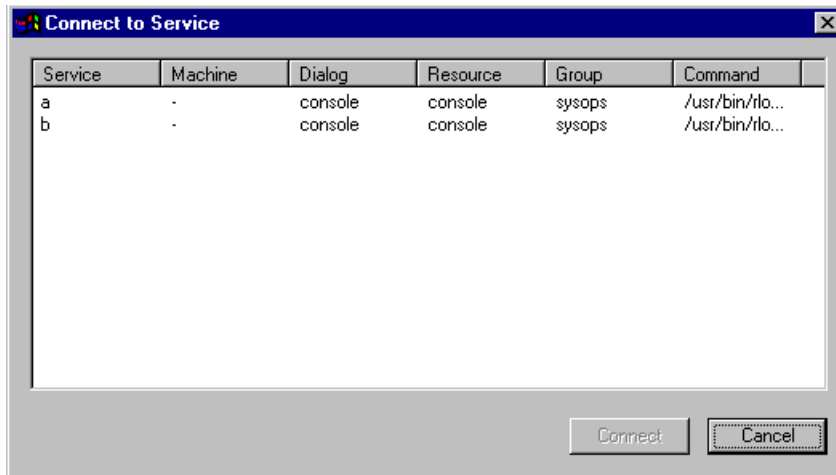 Connect to Service
Service Machine Dialog Resource Group Command
a - console console sysops /usr/bin/rlo...
b - console console sysops /usr/bin/rlo...
Connect Cancel